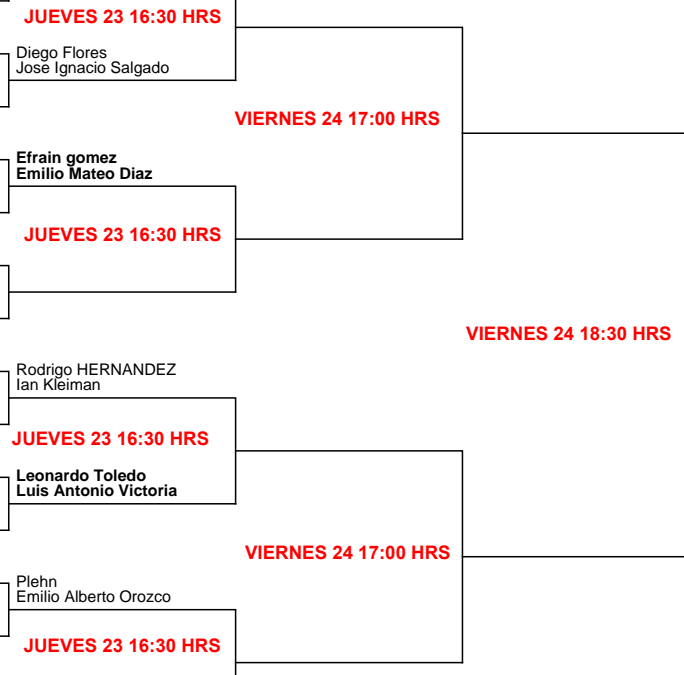 JUEVES 23 16:30 HRS
Diego Flores
Jose Ignacio Salgado
VIERNES 24 17:00 HRS
Efrain gomez
Emilio Mateo Diaz
JUEVES 23 16:30 HRS
VIERNES 24 18:30 HRS
Rodrigo HERNANDEZ
Ian Kleiman
JUEVES 23 16:30 HRS
Leonardo Toledo
Luis Antonio Victoria
VIERNES 24 17:00 HRS
Plehn
Emilio Alberto Orozco
JUEVES 23 16:30 HRS